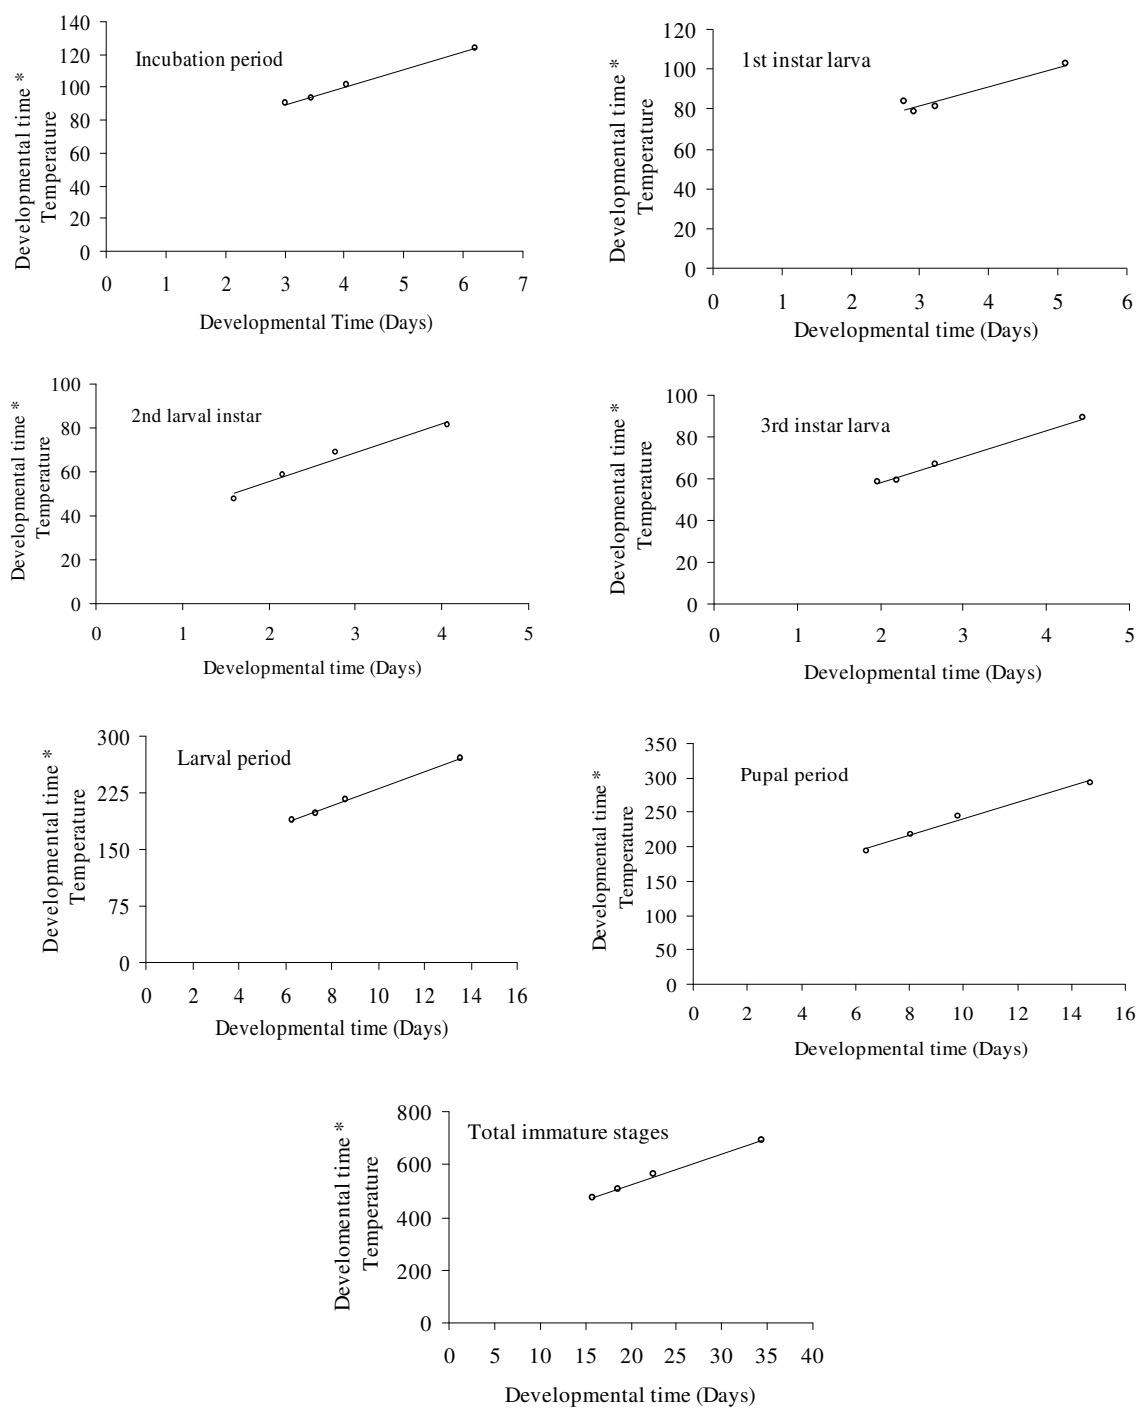 Incubation period
Developmental time *
Temperature
140
120
100
80
60
40
20
0
0 1 2 3 4 5 6 7
Developmental Time (Days)
1st instar larva
Developmental time *
Temperature
120
100
80
60
40
20
0
0 1 2 3 4 5 6
Developmental time (Days)
2nd larval instar
Developmental time *
Temperature
100
80
60
40
20
0
0 1 2 3 4 5
Developmental time (Days)
3rd instar larva
Developmental time *
Temperature
100
80
60
40
20
0
0 1 2 3 4 5
Developmental time (Days)
Larval period
Developmental time *
Temperature
300
225
150
75
0
0 2 4 6 8 10 12 14 16
Developmental time (Days)
Pupal period
Developmental time *
Temperature
350
300
250
200
150
100
50
0
0 2 4 6 8 10 12 14 16
Developmental time (Days)
Total immature stages
Develomental time *
Temperature
800
600
400
200
0
0 5 10 15 20 25 30 35 40
Developmental time (Days)